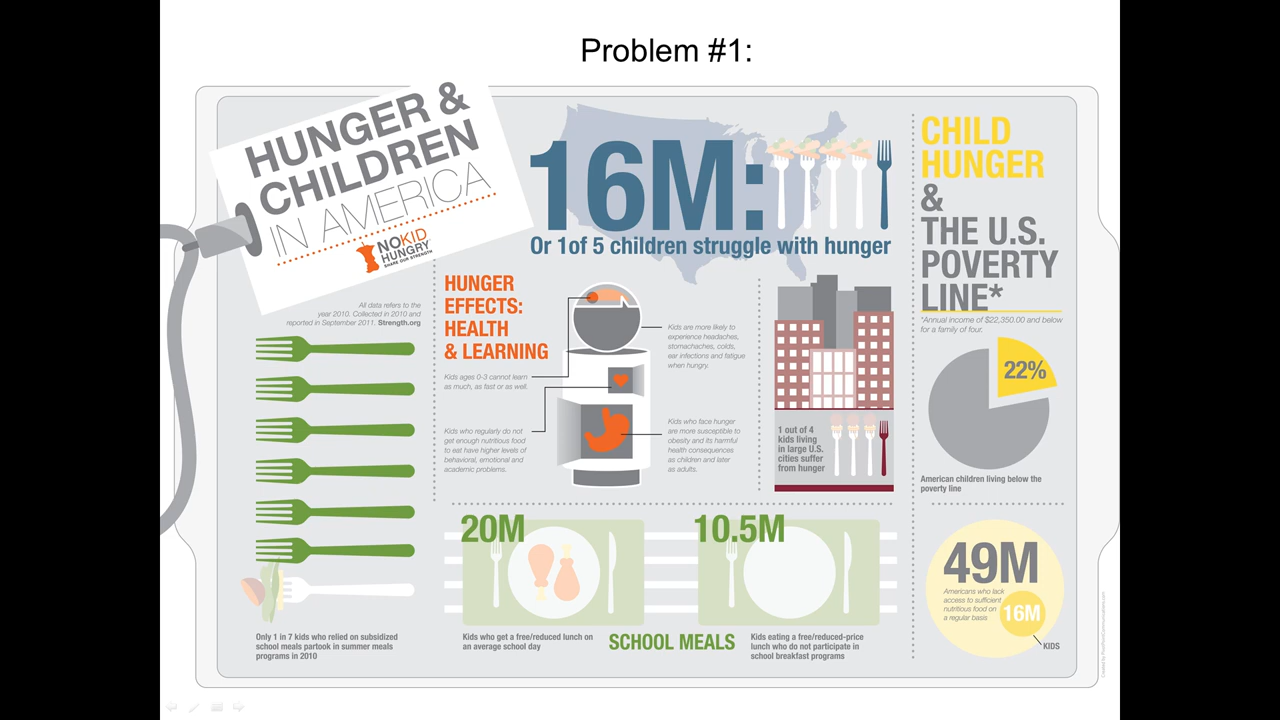 Problem #1:
HUNGER &
CHILDREN
IN AMERICA
NOKID
HUNGRY
SHARE OUR STRENGTH
All data refers to the
year 2010. Collected in 2010 and
reported in September 2011. Strength.org
Only 1 in 7 kids who relied on subsidized
school meals partook in summer meals
programs in 2010
16M:
Or 1 of 5 children struggle with hunger
HUNGER
EFFECTS:
HEALTH
& LEARNING
Kids ages 0-3 cannot learn
as much, as fast or as well.
Kids who regularly do not
get enough nutritious food
to eat have higher levels of
behavioral, emotional and
academic problems.
Kids are more likely to
experience headaches,
stomachaches, colds,
ear infections and fatigue
when hungry.
Kids who face hunger
are more susceptible to
obesity and its harmful
health consequences
as children and later
as adults.
1 out of 4
kids living
in large U.S.
cities suffer
from hunger
20M
Kids who get a free/reduced lunch on
an average school day
SCHOOL MEALS
10.5M
Kids eating a free/reduced-price
lunch who do not participate in
school breakfast programs
CHILD
HUNGER
&
THE U.S.
POVERTY
LINE*
*Annual income of $22,350.00 and below
for a family of four.
22%
American children living below the
poverty line
49M
Americans who lack
access to sufficient
nutritious food on
a regular basis
16M
KIDS